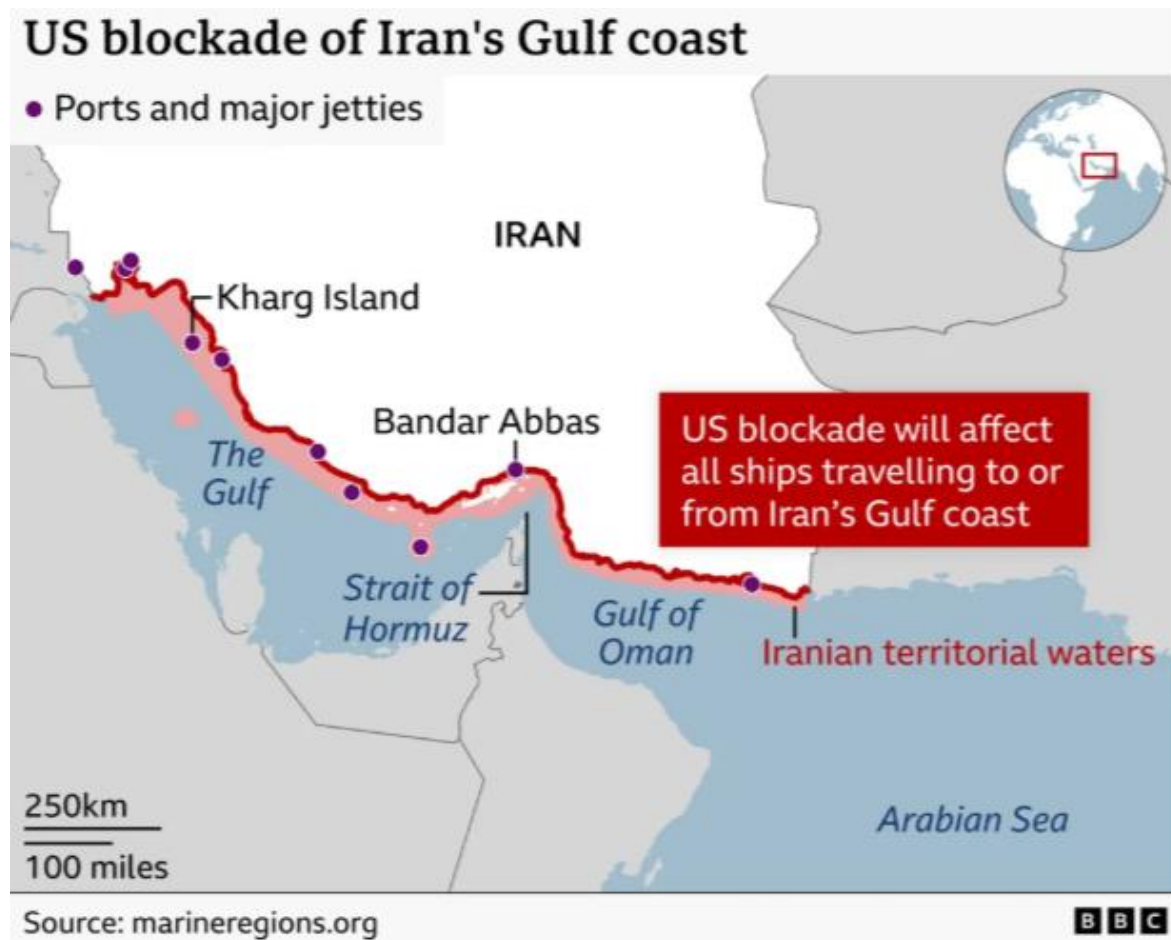 US blockade of Iran's Gulf coast
Ports and major jetties
IRAN
Kharg Island
Bandar Abbas
US blockade will affect
all ships travelling to or
from Iran’s Gulf coast
The
Gulf
Strait of
Hormuz
Gulf of
Oman
Iranian territorial waters
Arabian Sea
250km
100 miles
Source: marineregions.org
BBC